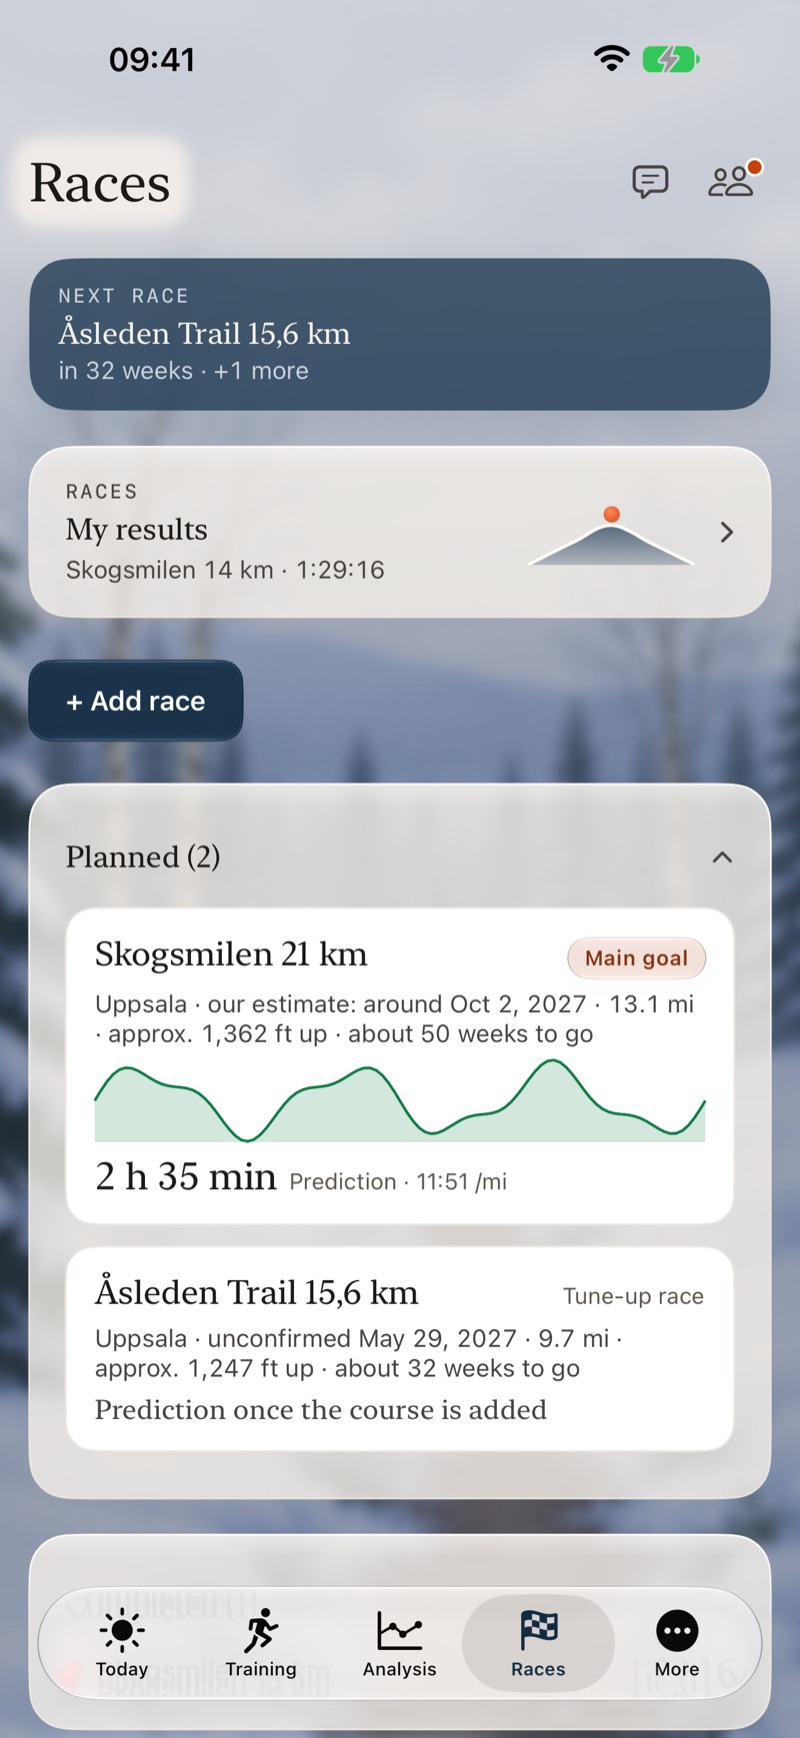 09:41
Races
NEXT RACE
Åsleden Trail 15,6 km
in 32 weeks · +1 more
RACES
My results
Skogsmilen 14 km · 1:29:16
+ Add race
Planned (2)
Skogsmilen 21 km
Main goal
Uppsala · our estimate: around Oct 2, 2027 · 13.1 mi
· approx. 1,362 ft up · about 50 weeks to go
2 h 35 min Prediction · 11:51 /mi
Åsleden Trail 15,6 km
Tune-up race
Uppsala · unconfirmed May 29, 2027 · 9.7 mi ·
approx. 1,247 ft up · about 32 weeks to go
Prediction once the course is added
Completed (1)
Today
Training
Analysis
Races
More